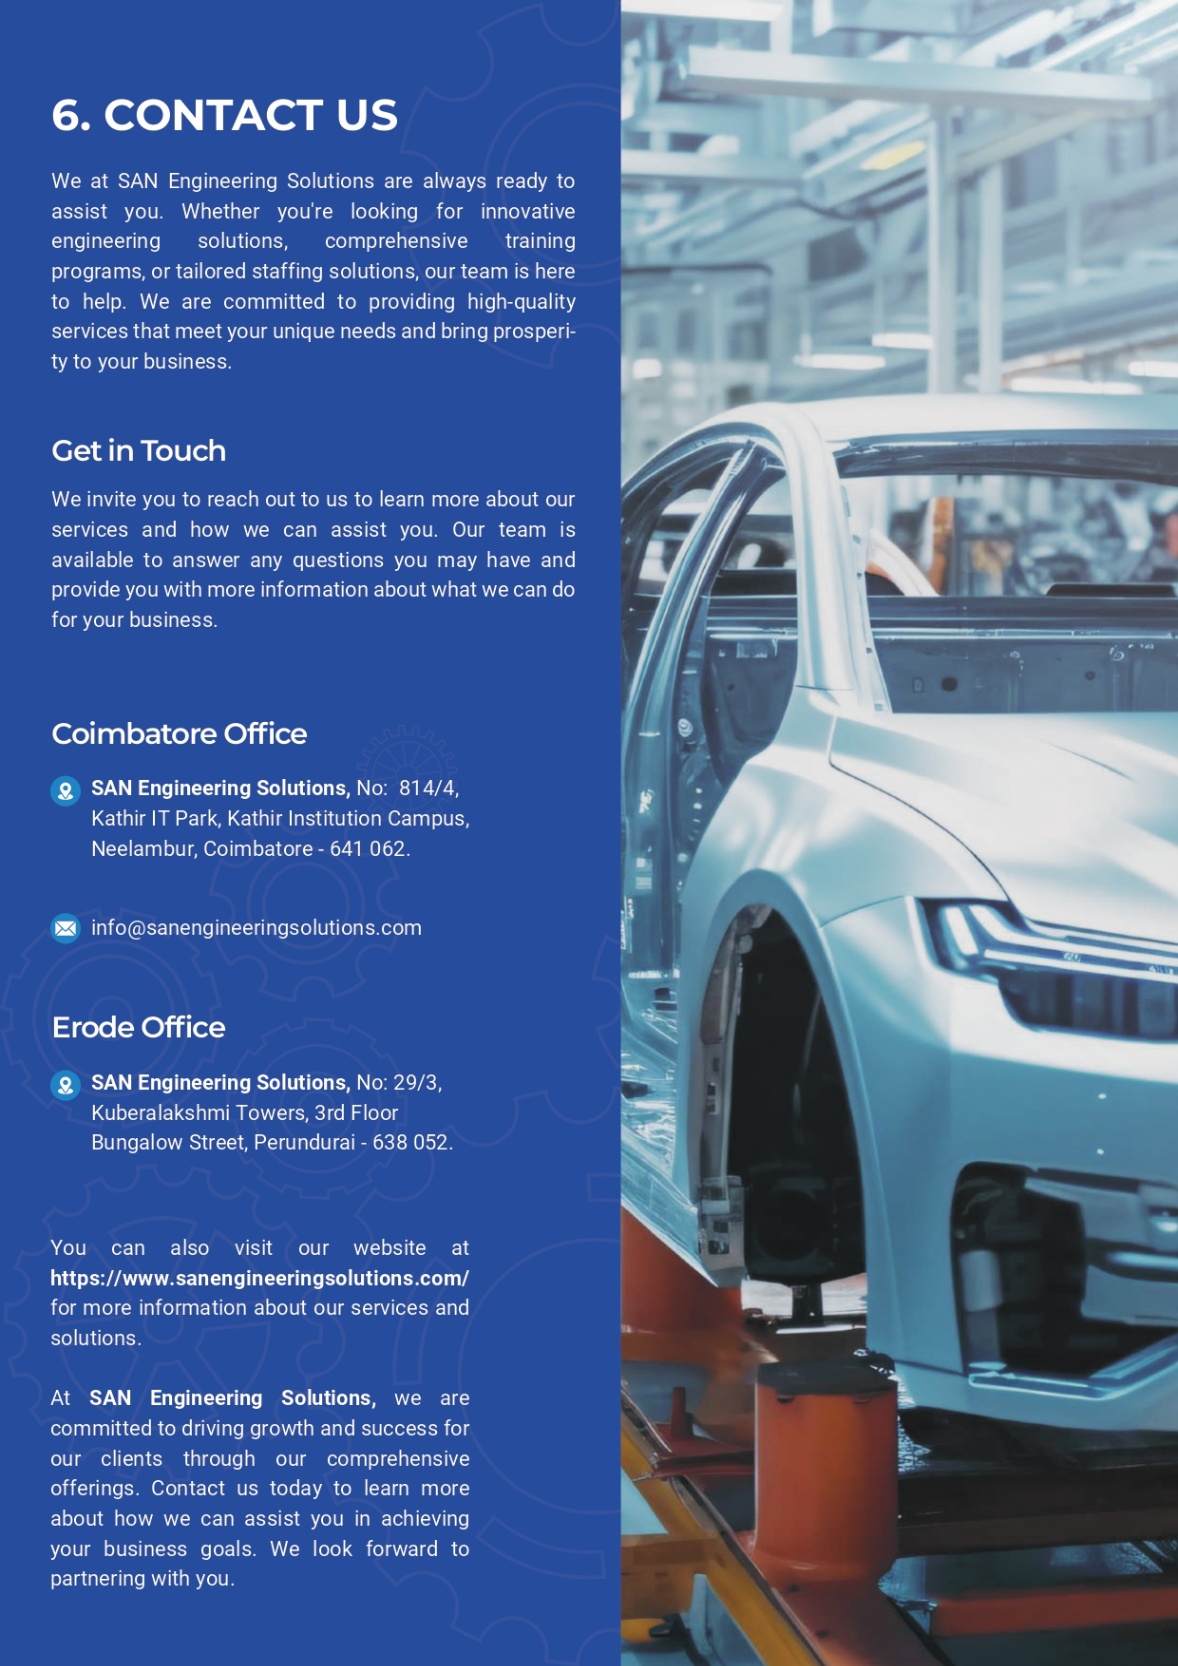 6. CONTACT US
We at SAN Engineering Solutions are always ready to
assist you. Whether you're looking for innovative
engineering solutions, comprehensive training
programs, or tailored staffing solutions, our team is here
to help. We are committed to providing high-quality
services that meet your unique needs and bring prosperi-
ty to your business.
Get in Touch
We invite you to reach out to us to learn more about our
services and how we can assist you. Our team is
available to answer any questions you may have and
provide you with more information about what we can do
for your business.
Coimbatore Office
SAN Engineering Solutions, No: 814/4,
Kathir IT Park, Kathir Institution Campus,
Neelambur, Coimbatore - 641 062.
info@sanengineeringsolutions.com
Erode Office
SAN Engineering Solutions, No: 29/3,
Kuberalakshmi Towers, 3rd Floor
Bungalow Street, Perundurai - 638 052.
You can also visit our website at
https://www.sanengineeringsolutions.com/
for more information about our services and
solutions.
At SAN Engineering Solutions, we are
committed to driving growth and success for
our clients through our comprehensive
offerings. Contact us today to learn more
about how we can assist you in achieving
your business goals. We look forward to
partnering with you.